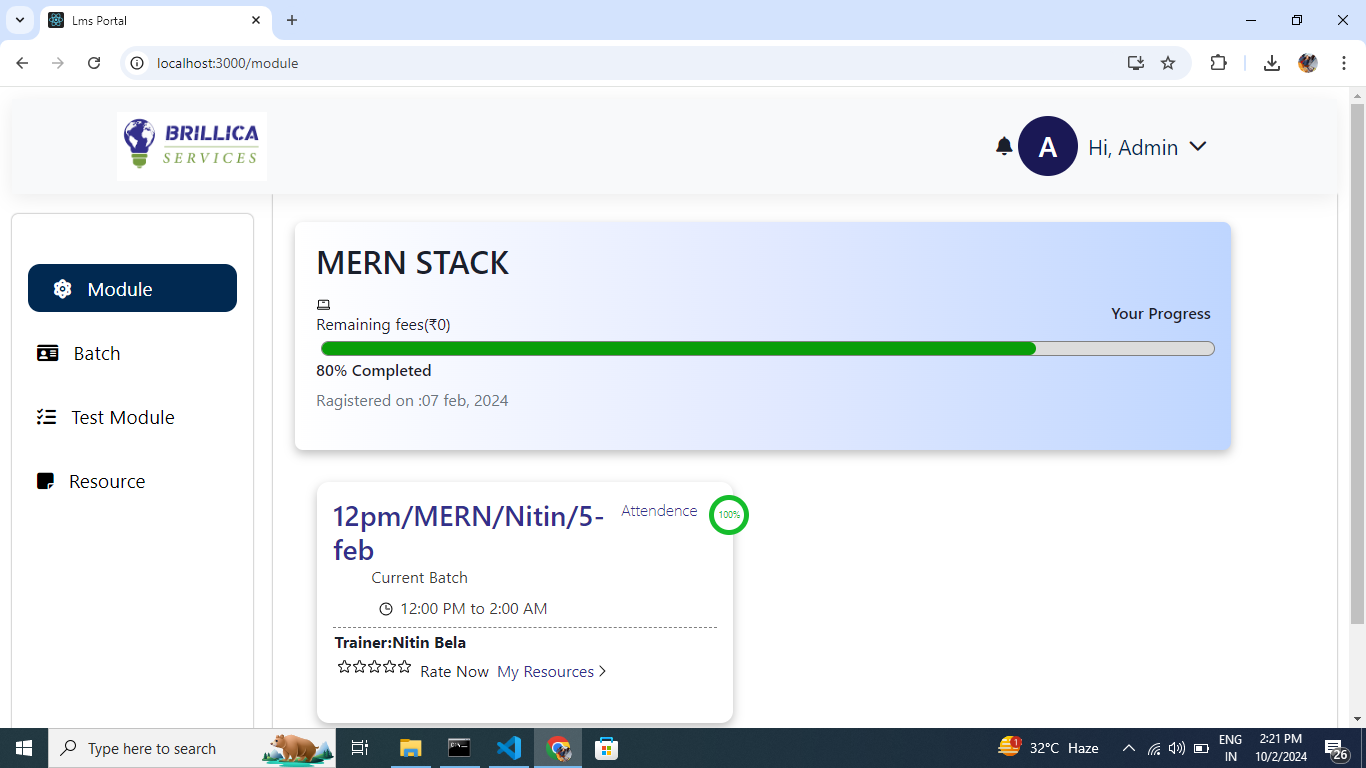 Lms Portal
localhost:3000/module
BRILLICA
SERVICES
A
Hi, Admin
Module
Batch
Test Module
Resource
MERN STACK
Remaining fees(₹0)
Your Progress
80% Completed
Ragistered on :07 feb, 2024
12pm/MERN/Nitin/5-
feb
Attendence
100%
Current Batch
12:00 PM to 2:00 AM
Trainer:Nitin Bela
Rate Now My Resources
Type here to search
1
32°C Haze
ENG
IN
2:21 PM
10/2/2024
26